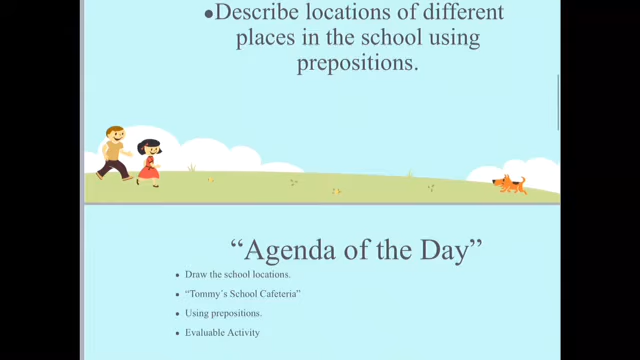 ●Describe locations of different
places in the school using
prepositions.
“Agenda of the Day”
● Draw the school locations.
● “Tommy´s School Cafeteria”
● Using prepositions.
● Evaluable Activity